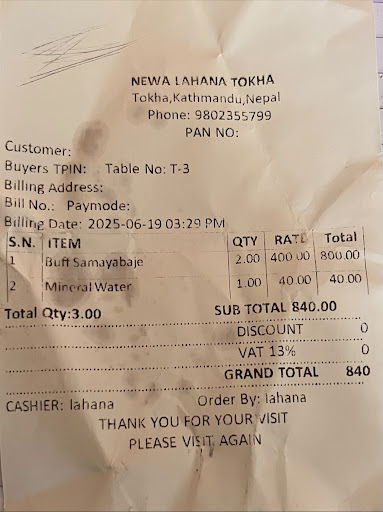 NEWA LAHANA TOKHA
Tokha,Kathmandu,Nepal
Phone: 9802355799
PAN NO:
Customer:
Buyers TPIN: Table No: T-3
Billing Address:
Bill No.: Paymode:
Billing Date: 2025-06-19 03:29 PM
S.N. ITEM QTY RATE Total
1 Buff Samayabaje 2.00 400.00 800.00
2 Mineral Water 1.00 40.00 40.00
Total Qty:3.00 SUB TOTAL 840.00
DISCOUNT 0
VAT 13% 0
GRAND TOTAL 840
CASHIER: lahana Order By: lahana
THANK YOU FOR YOUR VISIT
PLEASE VISIT AGAIN